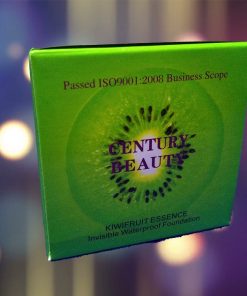 Passed ISO9001:2008 Business Scope
CENTURY
BEAUTY
KIWIFRUIT ESSENCE
Invisible Waterproof Foundation